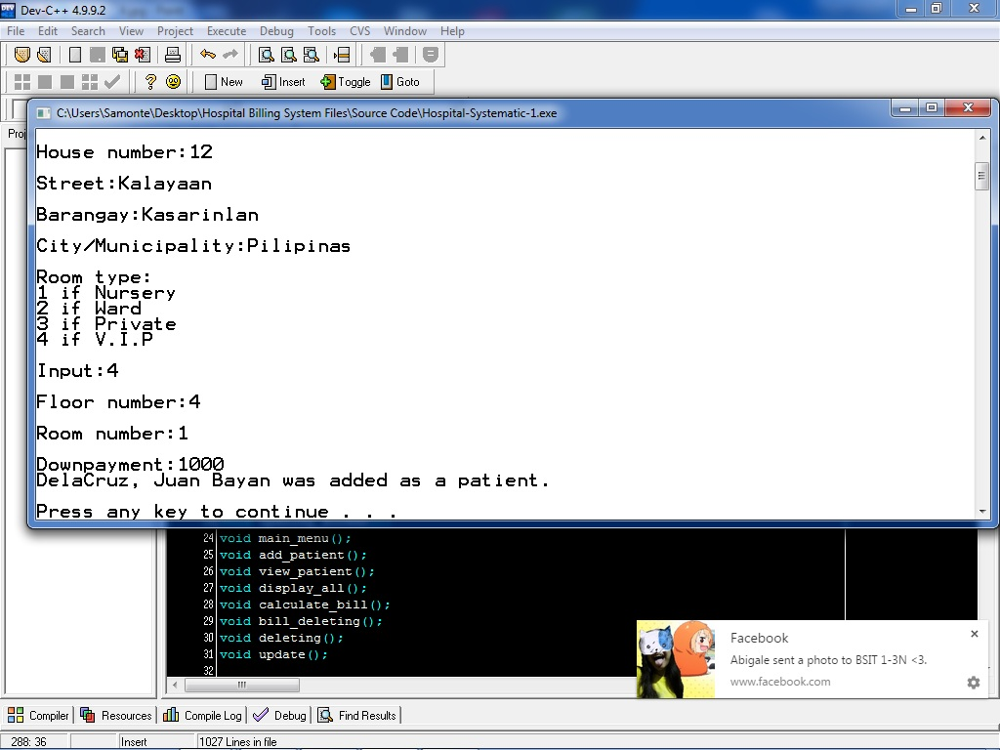 Dev-C++ 4.9.9.2
File Edit Search View Project Execute Debug Tools CVS Window Help
New Insert Toggle Goto
Proj
C:\Users\Samonte\Desktop\Hospital Billing System Files\Source Code\Hospital-Systematic-1.exe
House number:12
Street:Kalayaan
Barangay:Kasarinlan
City/Municipality:Pilipinas
Room type:
1 if Nursery
2 if Ward
3 if Private
4 if V.I.P
Input:4
Floor number:4
Room number:1
Downpayment:1000
DelaCruz, Juan Bayan was added as a patient.
Press any key to continue . . .
24 void main_menu();
25 void add_patient();
26 void view_patient();
27 void display_all();
28 void calculate_bill();
29 void bill_deleting();
30 void deleting();
31 void update();
32
Facebook
Abigale sent a photo to BSIT 1-3N <3.
www.facebook.com
Compiler Resources Compile Log Debug Find Results
288: 36 Insert 1027 Lines in file